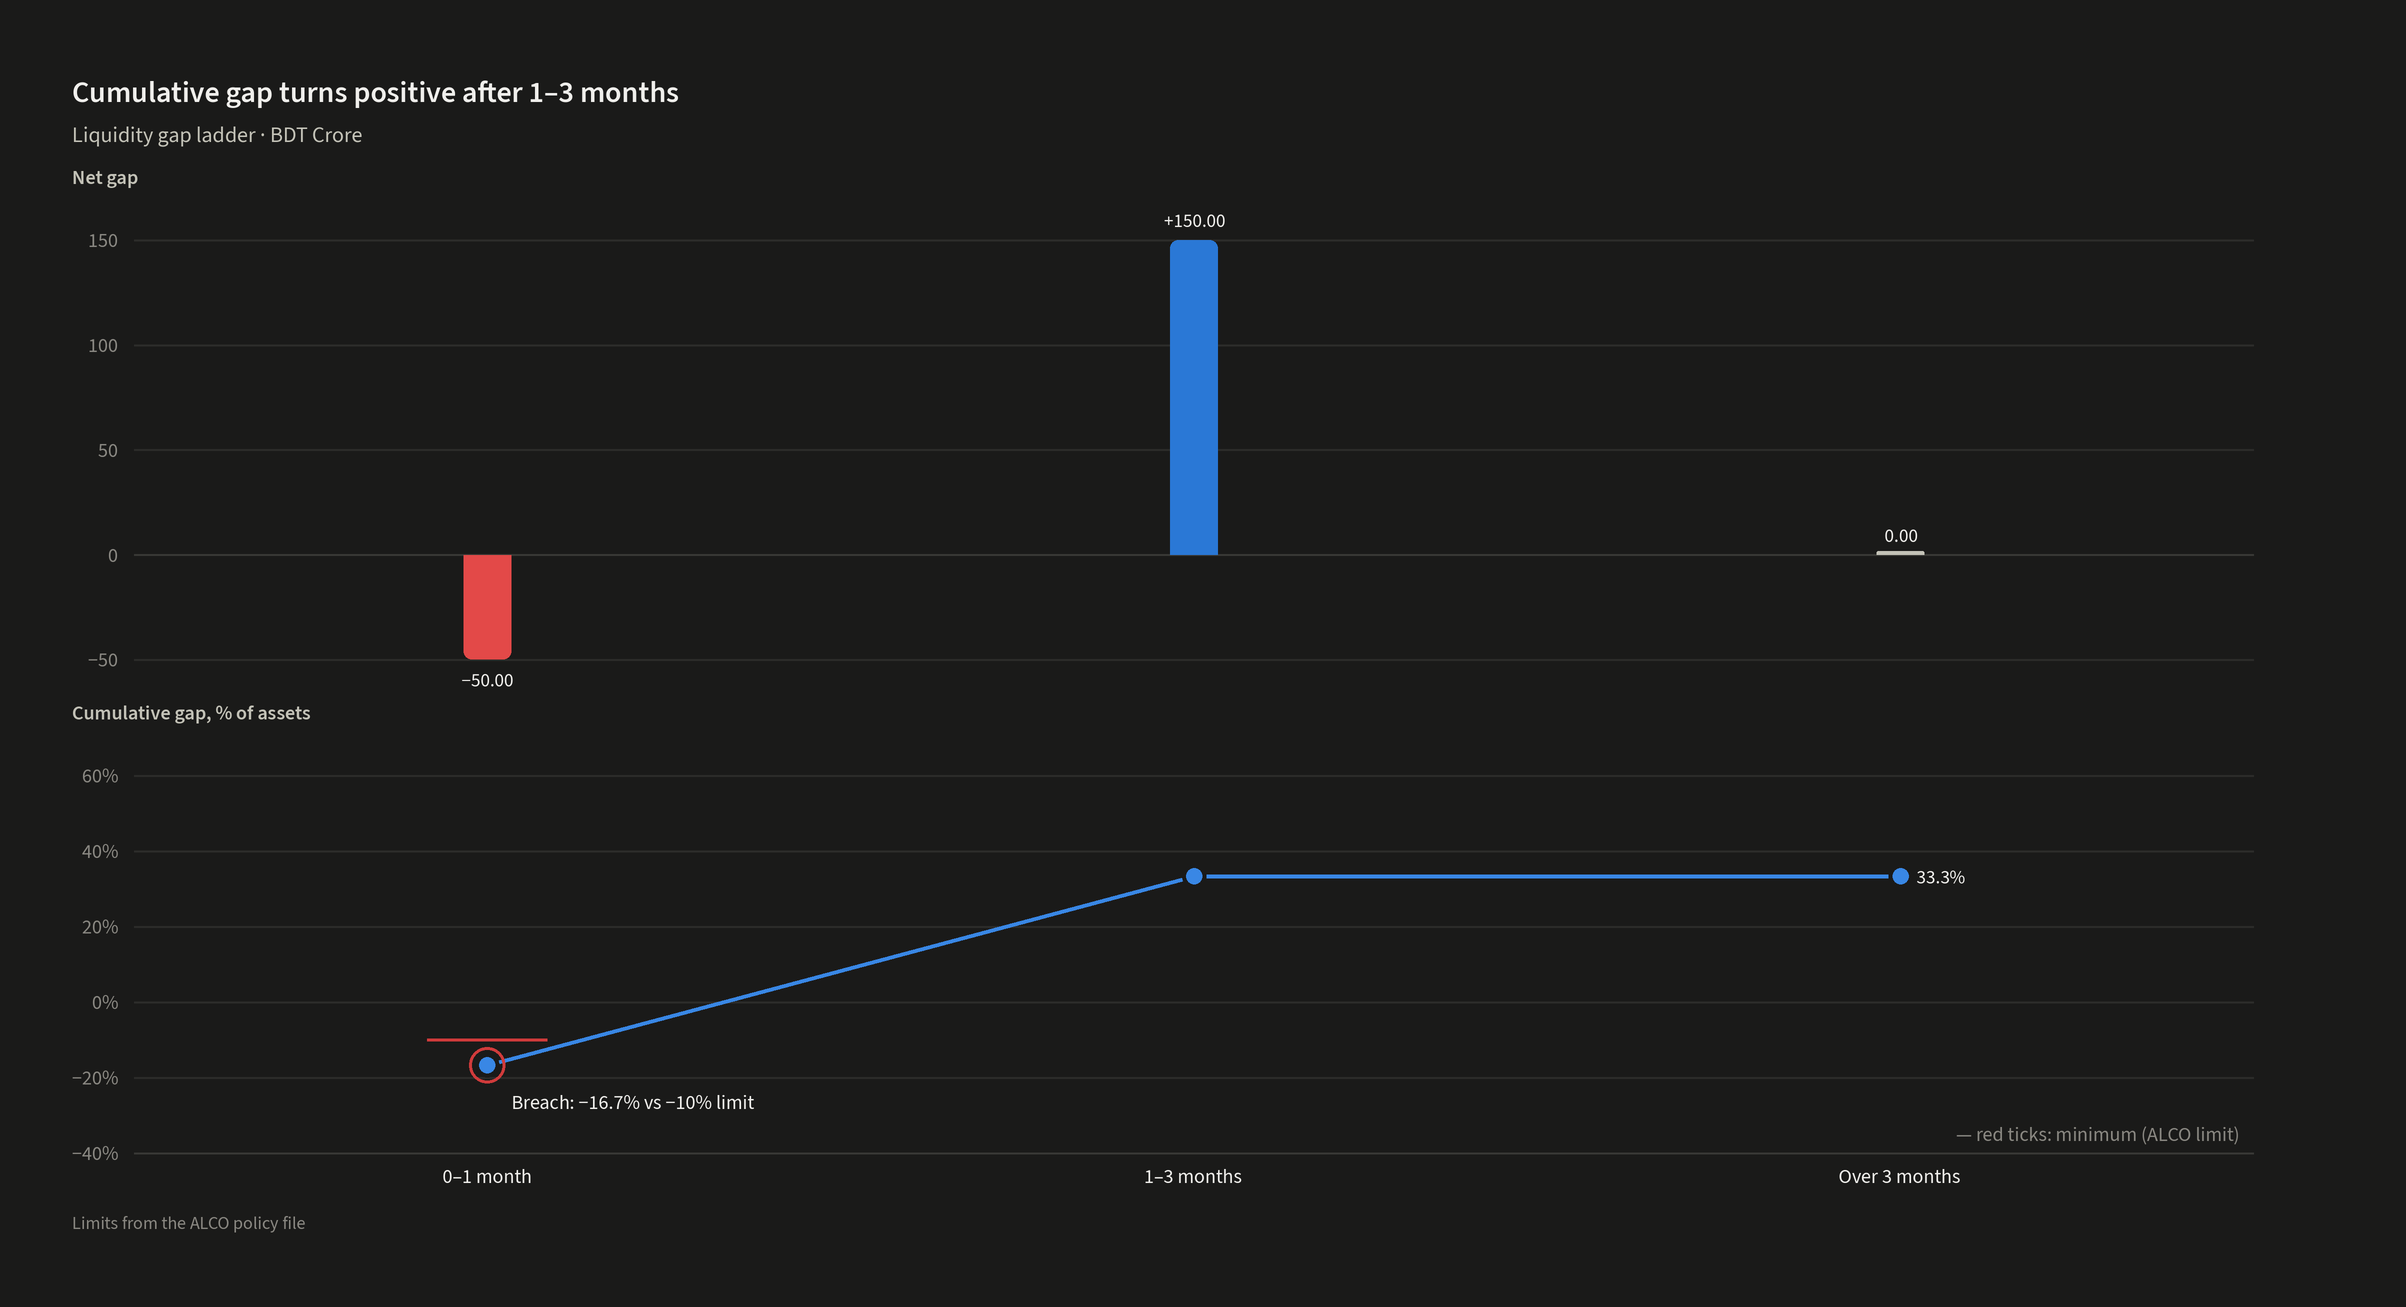 Cumulative gap turns positive after 1–3 months
Liquidity gap ladder · BDT Crore
Net gap
+150.00
150
100
50
0.00
0
−50
−50.00
Cumulative gap, % of assets
60%
40%
33.3%
20%
0%
−20%
Breach: −16.7% vs −10% limit
— red ticks: minimum (ALCO limit)
−40%
0–1 month
1–3 months
Over 3 months
Limits from the ALCO policy file